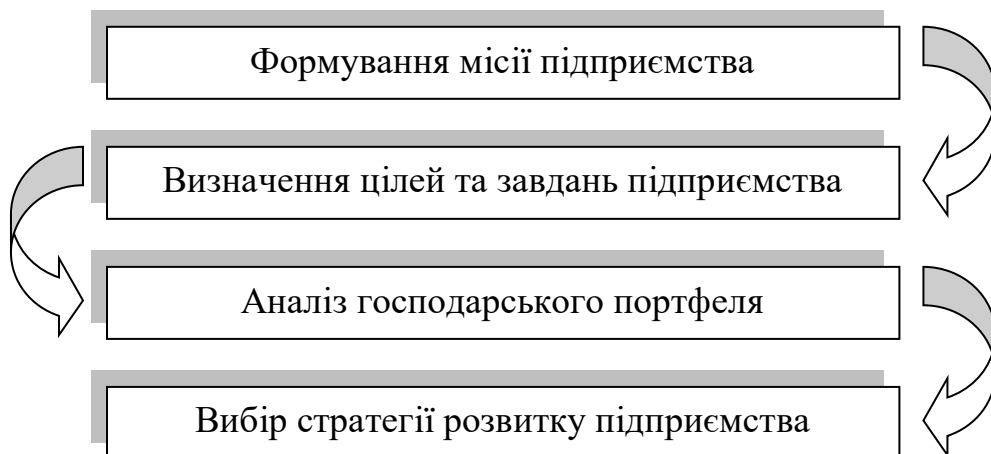 Формування місії підприємства
Визначення цілей та завдань підприємства
Аналіз господарського портфеля
Вибір стратегії розвитку підприємства